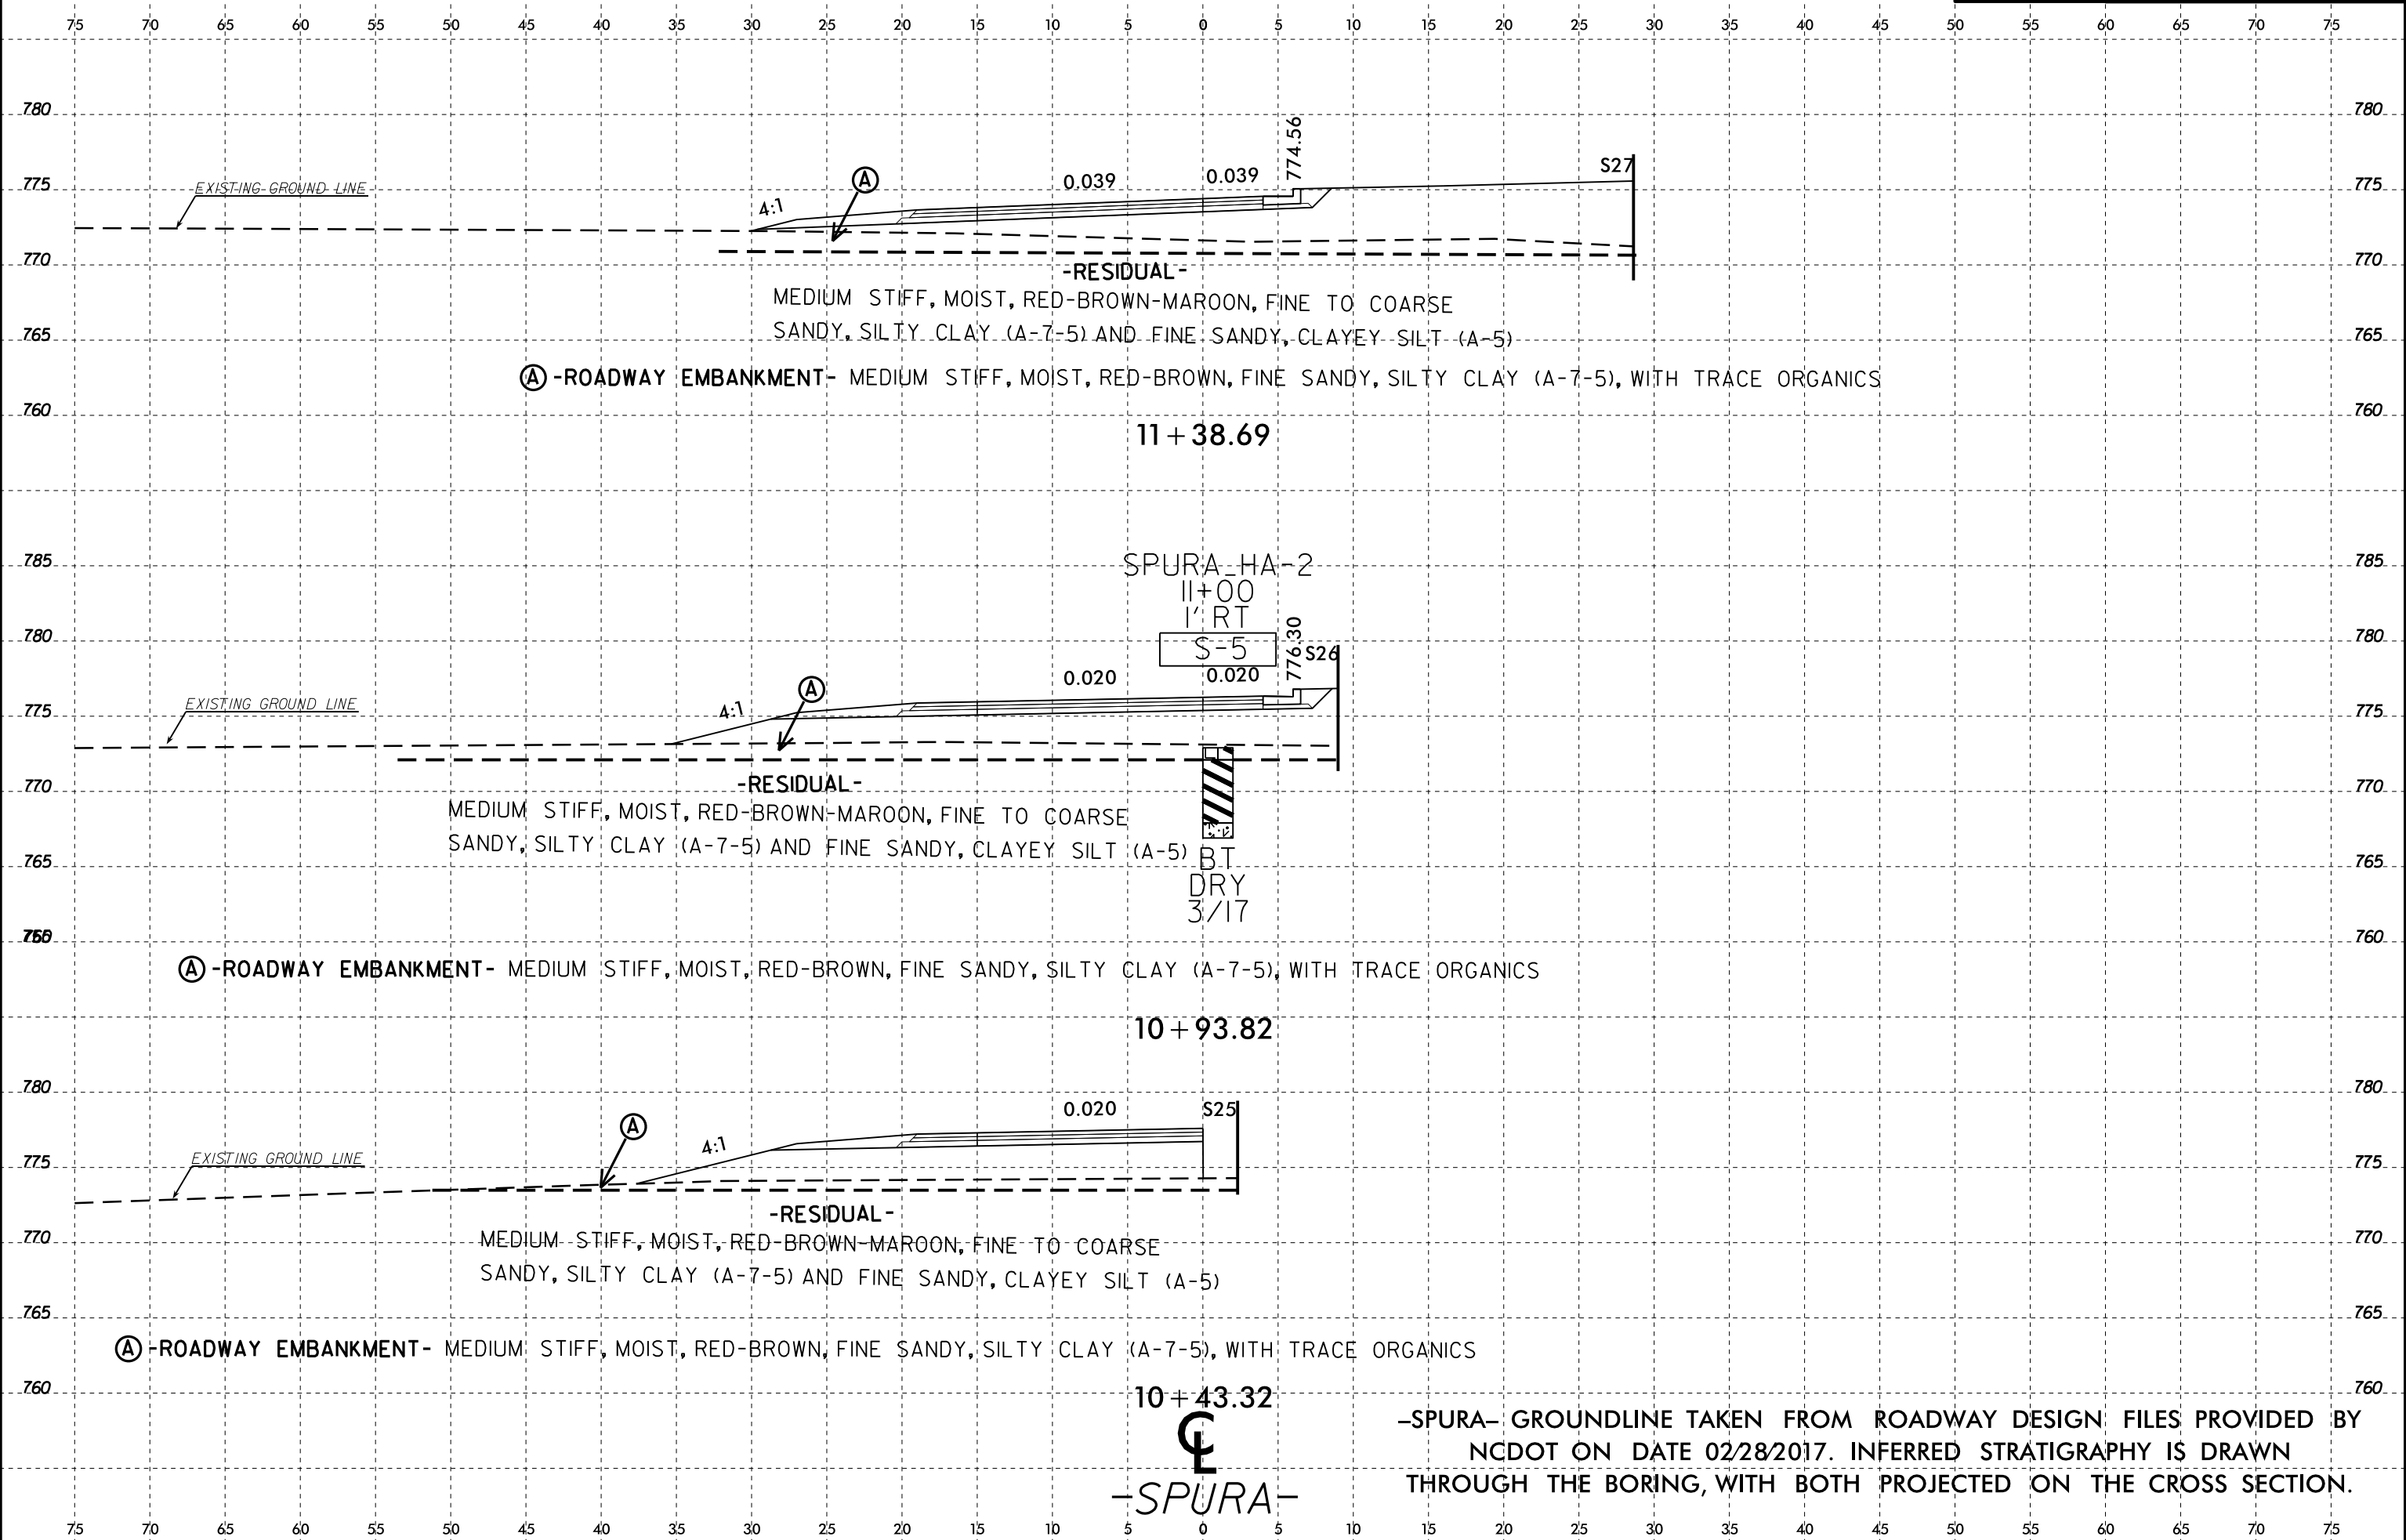 75 70 65 60 55 50 45 40 35 30 25 20 15 10 5 0 5 10 15 20 25 30 35 40 45 50 55 60 65 70 75
780 780
774.56
S27
0.039 0.039
775 EXISTING GROUND LINE A 775
4:1
770 770
-RESIDUAL-
MEDIUM STIFF, MOIST, RED-BROWN-MAROON, FINE TO COARSE
765 SANDY, SILTY CLAY (A-7-5) AND FINE SANDY, CLAYEY SILT (A-5) 765
A -ROADWAY EMBANKMENT- MEDIUM STIFF, MOIST, RED-BROWN, FINE SANDY, SILTY CLAY (A-7-5), WITH TRACE ORGANICS
760 760
11+38.69
785 785
SPURA_HA-2
11+00
1' RT
780 780
S-5
776.30
S26
0.020 0.020
A
EXISTING GROUND LINE
4:1
775 775
770 770
-RESIDUAL-
MEDIUM STIFF, MOIST, RED-BROWN-MAROON, FINE TO COARSE
SANDY, SILTY CLAY (A-7-5) AND FINE SANDY, CLAYEY SILT (A-5)
765 765
BT
DRY
3/17
760
A -ROADWAY EMBANKMENT- MEDIUM STIFF, MOIST, RED-BROWN, FINE SANDY, SILTY CLAY (A-7-5), WITH TRACE ORGANICS
10+93.82
780 780
0.020 S25
A
4:1
EXISTING GROUND LINE
775 775
-RESIDUAL-
770 770
MEDIUM STIFF, MOIST, RED-BROWN-MAROON, FINE TO COARSE
SANDY, SILTY CLAY (A-7-5) AND FINE SANDY, CLAYEY SILT (A-5)
765 765
A -ROADWAY EMBANKMENT- MEDIUM STIFF, MOIST, RED-BROWN, FINE SANDY, SILTY CLAY (A-7-5), WITH TRACE ORGANICS
760 760
10+43.32
CL
-SPURA-
-SPURA- GROUNDLINE TAKEN FROM ROADWAY DESIGN FILES PROVIDED BY
NCDOT ON DATE 02/28/2017. INFERRED STRATIGRAPHY IS DRAWN
THROUGH THE BORING, WITH BOTH PROJECTED ON THE CROSS SECTION.
75 70 65 60 55 50 45 40 35 30 25 20 15 10 5 0 5 10 15 20 25 30 35 40 45 50 55 60 65 70 75